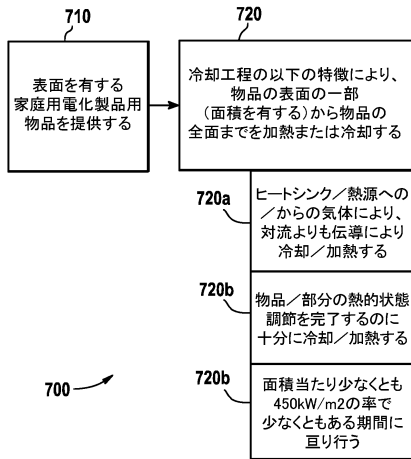 710
表面を有する
家庭用電化製品用
物品を提供する
720
冷却工程の以下の特徴により、
物品の表面の一部
(面積を有する)から物品の
全面までを加熱または冷却する
720a
ヒートシンク/熱源への
/からの気体により、
対流よりも伝導により
冷却/加熱する
720b
物品/部分の熱的状態
調節を完了するのに
十分に冷却/加熱する
720b
面積当たり少なくとも
450kW/m2の率で
少なくともある期間に
亘り行う
700